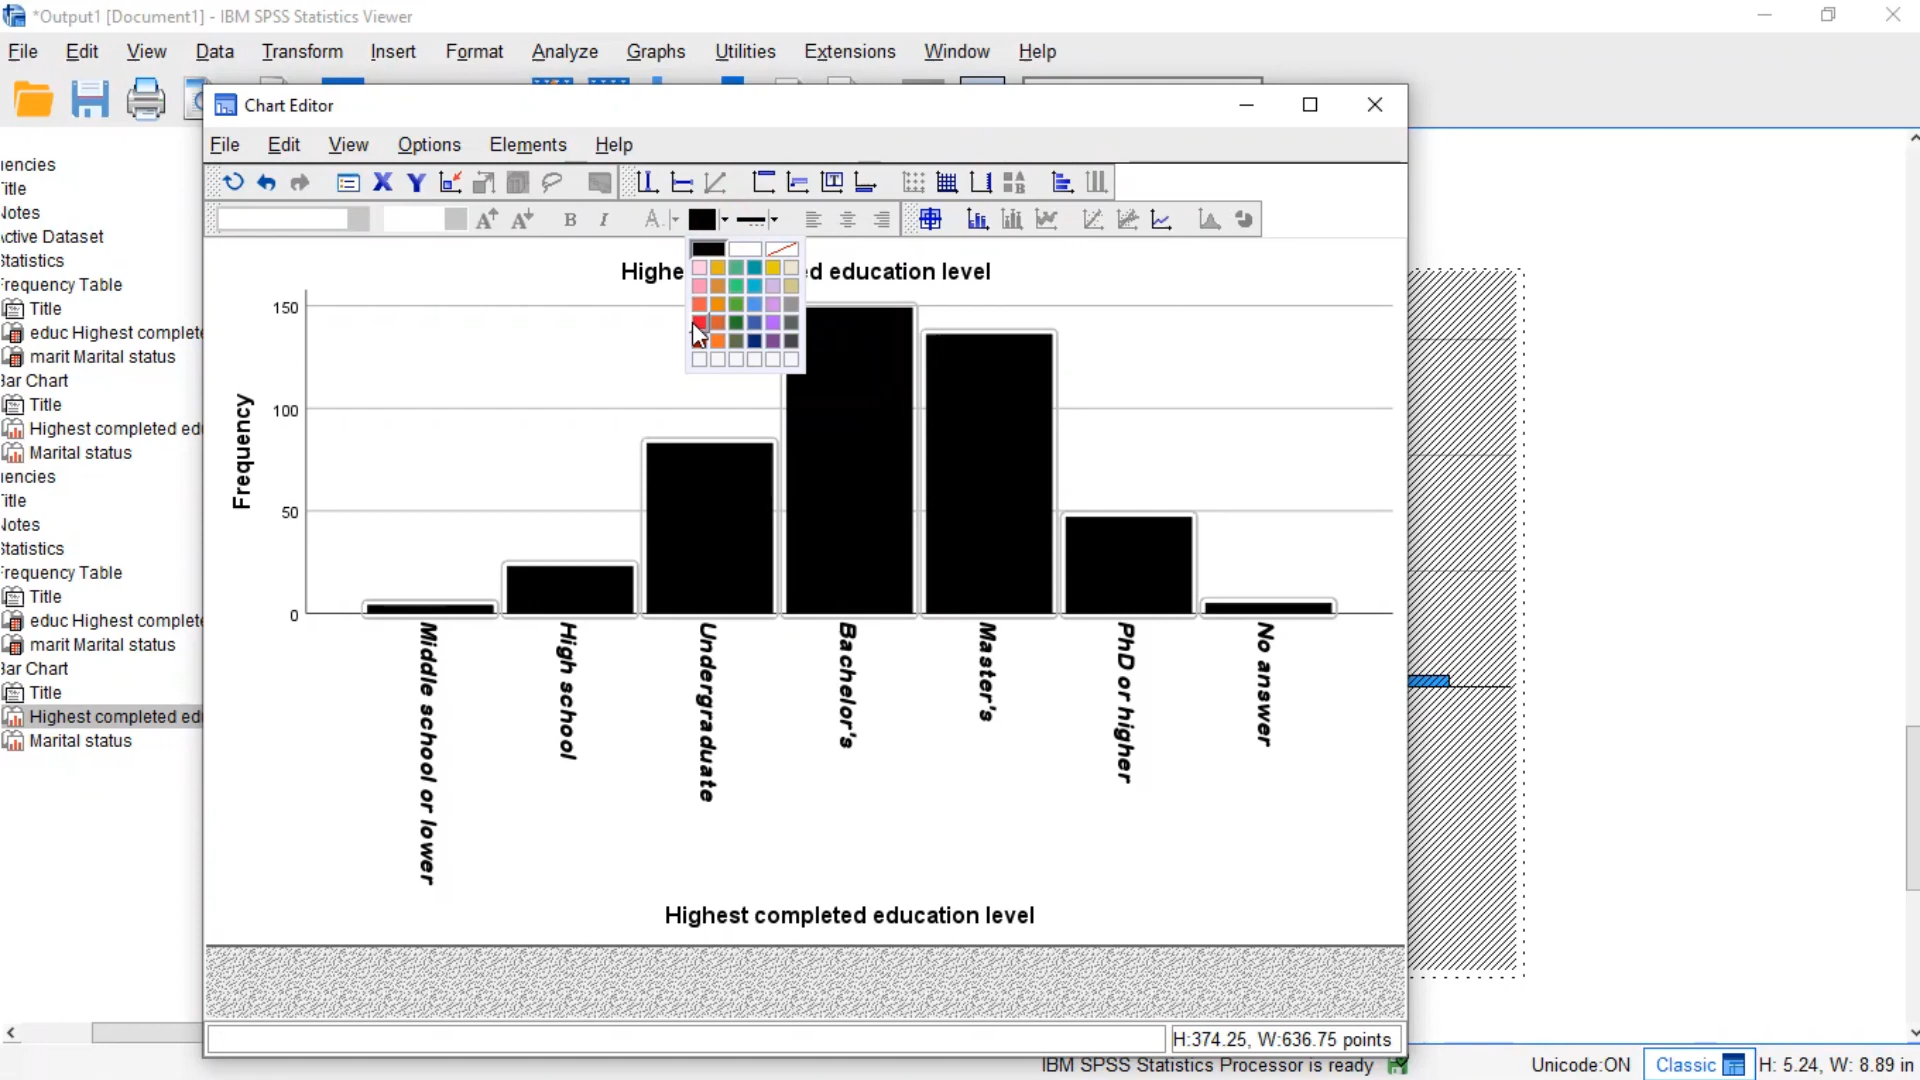 *Output1 [Document1] - IBM SPSS Statistics Viewer
File Edit View Data Transform Insert Format Analyze Graphs Utilities Extensions Window Help
Chart Editor
File Edit View Options Elements Help
X Y
A A B I A
iencies
Title
Notes
Active Dataset
Statistics
Frequency Table
Title
educ Highest complete
marit Marital status
Bar Chart
Title
Highest completed ed
Marital status
iencies
Title
Notes
Statistics
Frequency Table
Title
educ Highest complete
marit Marital status
Bar Chart
Title
Highest completed ed
Marital status
Highe d education level
Frequency
150
100
50
0
Middle school or lower
High school
Undergraduate
Bachelor's
Master's
PhD or higher
No answer
Highest completed education level
H:374.25, W:636.75 points
IBM SPSS Statistics Processor is ready
Unicode:ON
Classic
H: 5.24, W: 8.89 in